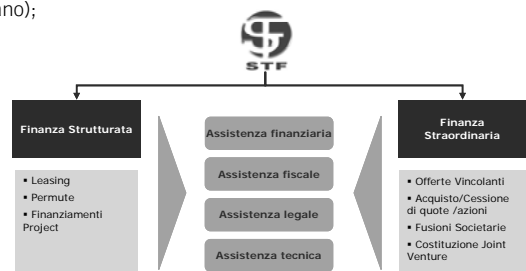 ano);
STF
Finanza Strutturata
▪ Leasing
▪ Permute
▪ Finanziamenti
Project
Assistenza finanziaria
Assistenza fiscale
Assistenza legale
Assistenza tecnica
Finanza
Straordinaria
▪ Offerte Vincolanti
▪ Acquisto/Cessione
di quote /azioni
▪ Fusioni Societarie
▪ Costituzione Joint
Venture